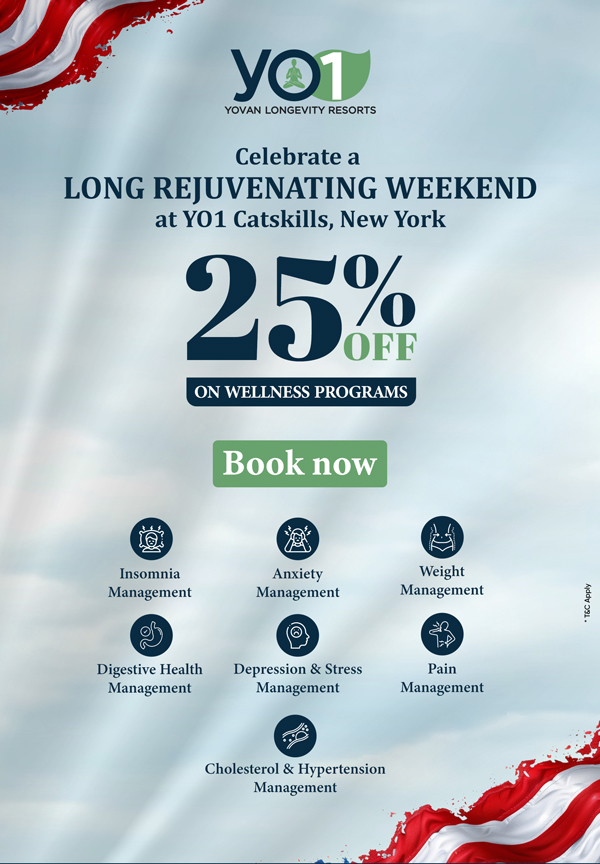 YO1
YOVAN LONGEVITY RESORTS
Celebrate a
LONG REJUVENATING WEEKEND
at YO1 Catskills, New York
25%
OFF
ON WELLNESS PROGRAMS
Book now
Insomnia
Management
Anxiety
Management
Weight
Management
Digestive Health
Management
Depression & Stress
Management
Pain
Management
* T&C Apply
Cholesterol & Hypertension
Management